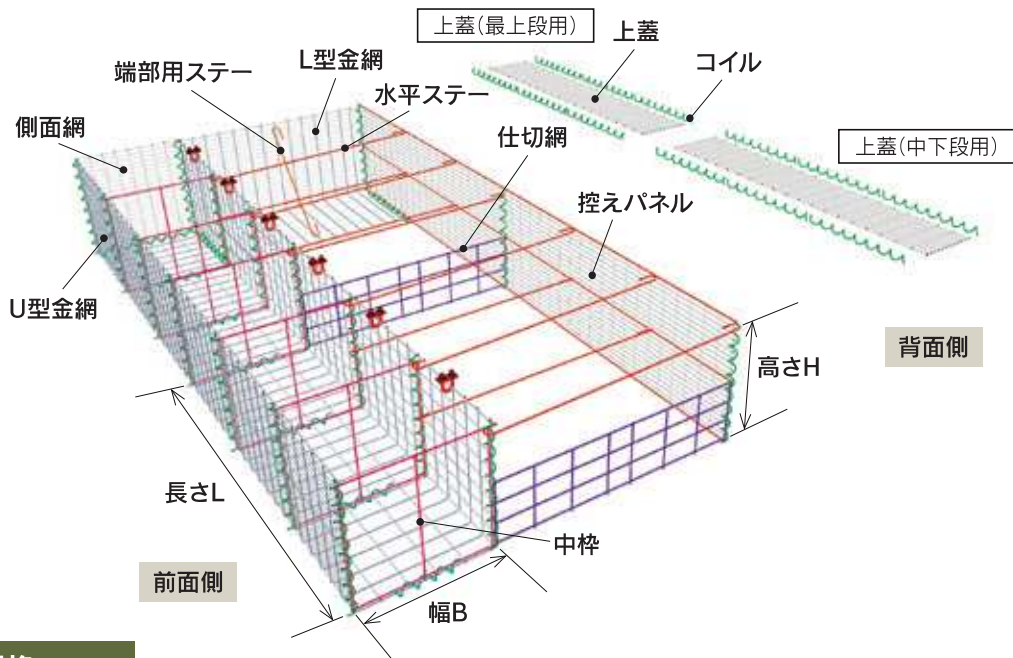 上蓋(最上段用)
上蓋
コイル
L型金網
端部用ステー
水平ステー
側面網
仕切網
上蓋(中下段用)
控えパネル
U型金網
背面側
高さH
長さL
中枠
前面側
幅B